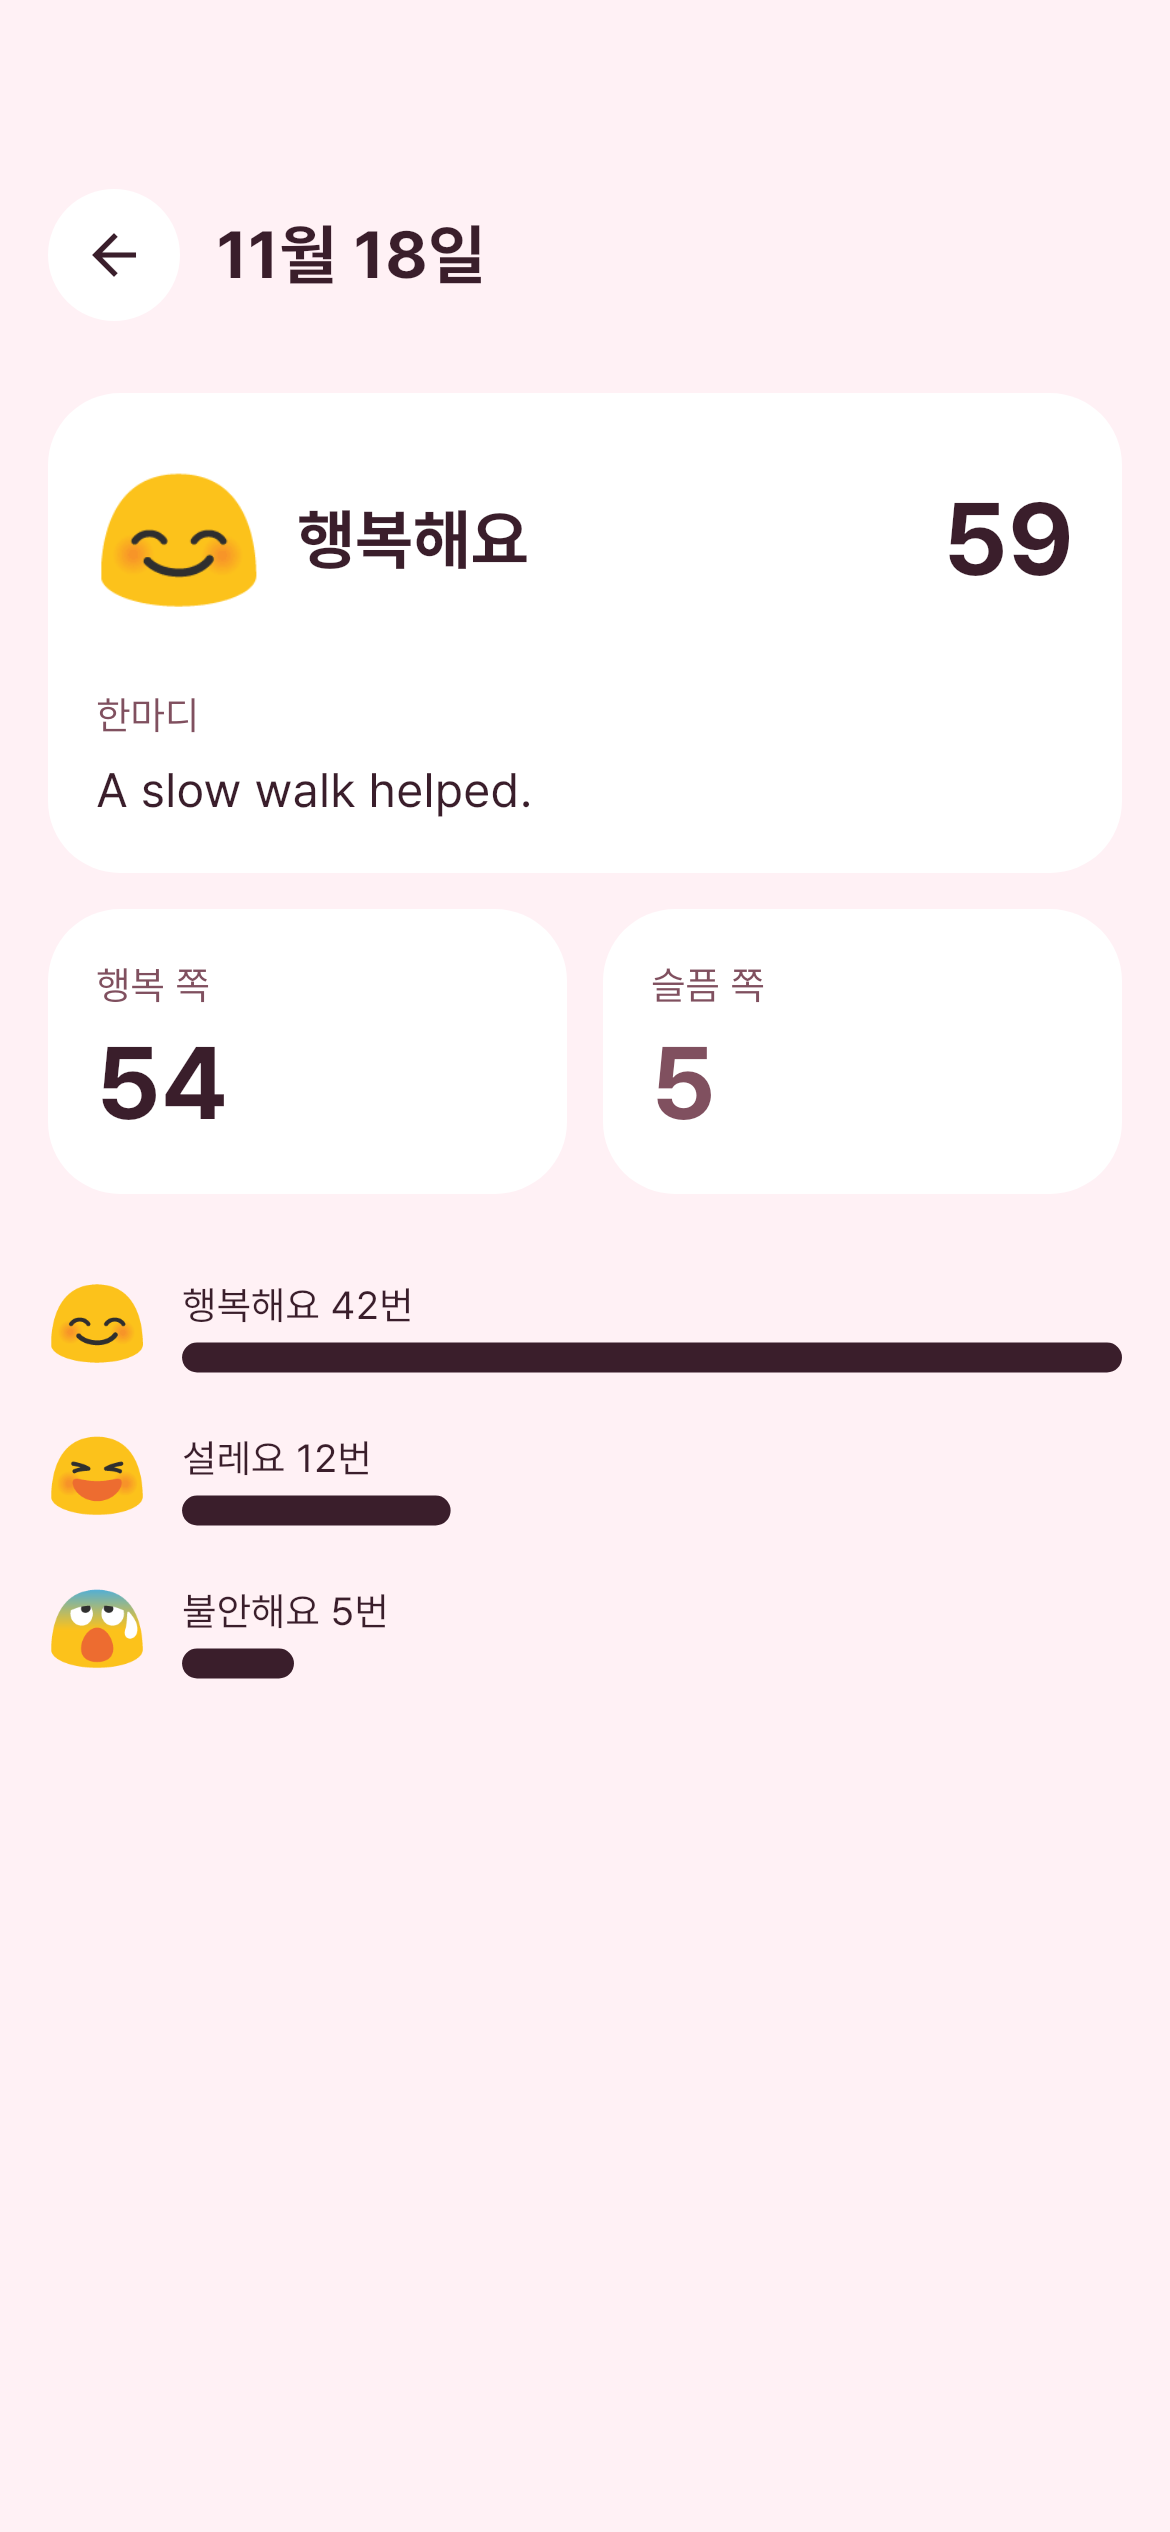 11월 18일
행복해요
59
한마디
A slow walk helped.
행복 쪽
54
슬픔 쪽
5
행복해요 42번
설레요 12번
불안해요 5번